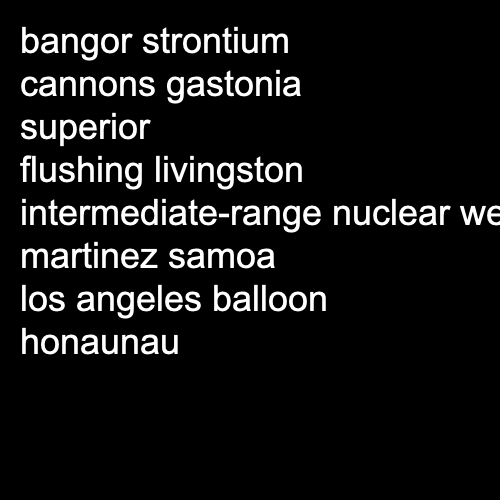 bangor strontium
cannons gastonia
superior
flushing livingston
intermediate-range nuclear we
martinez samoa
los angeles balloon
honaunau